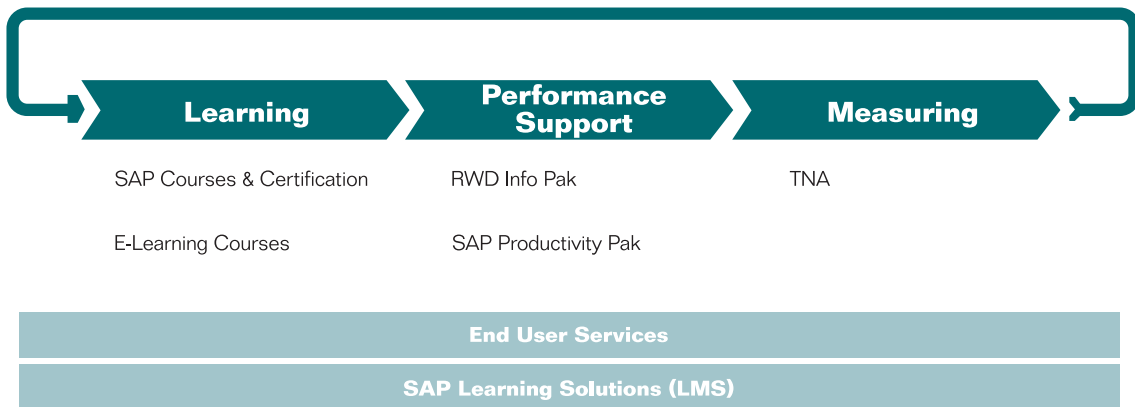 Learning
Performance
Support
Measuring
SAP Courses & Certification
RWD Info Pak
TNA
E-Learning Courses
SAP Productivity Pak
End User Services
SAP Learning Solutions (LMS)